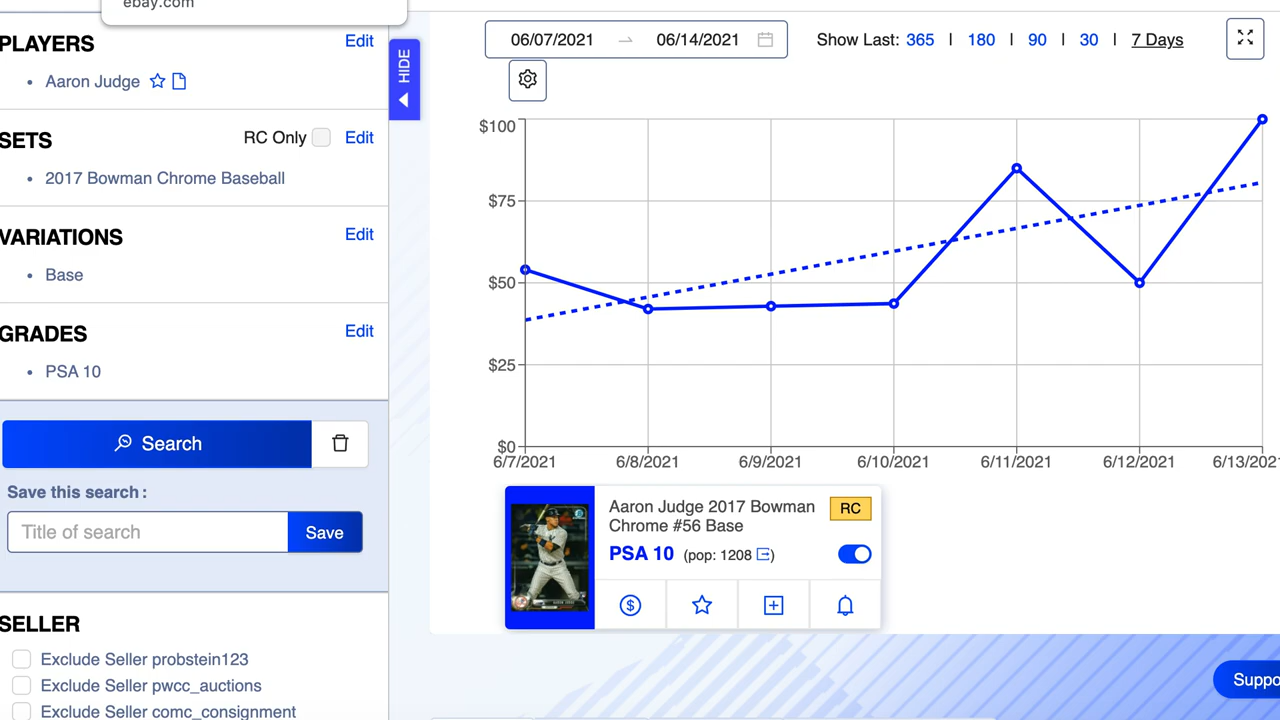 ebay.com
PLAYERS
Edit
Aaron Judge
SETS
RC Only
Edit
2017 Bowman Chrome Baseball
VARIATIONS
Edit
Base
GRADES
Edit
PSA 10
Search
Save this search :
Title of search
Save
SELLER
Exclude Seller probstein123
Exclude Seller pwcc_auctions
Exclude Seller comc_consignment
HIDE
06/07/2021 → 06/14/2021
Show Last: 365 | 180 | 90 | 30 | 7 Days
$100
$75
$50
$25
$0
6/7/2021 6/8/2021 6/9/2021 6/10/2021 6/11/2021 6/12/2021 6/13/202
Aaron Judge 2017 Bowman
Chrome #56 Base
RC
PSA 10 (pop: 1208)
Suppo